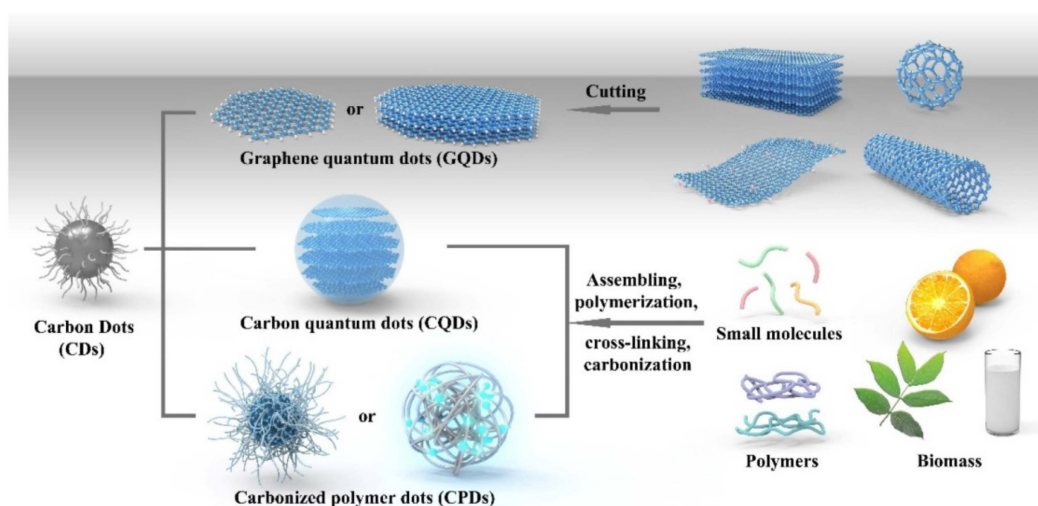 Cutting
or
Graphene quantum dots (GQDs)
Carbon Dots
(CDs)
Carbon quantum dots (CQDs)
Assembling,
polymerization,
cross-linking,
carbonization
Small molecules
or
Carbonized polymer dots (CPDs)
Polymers
Biomass